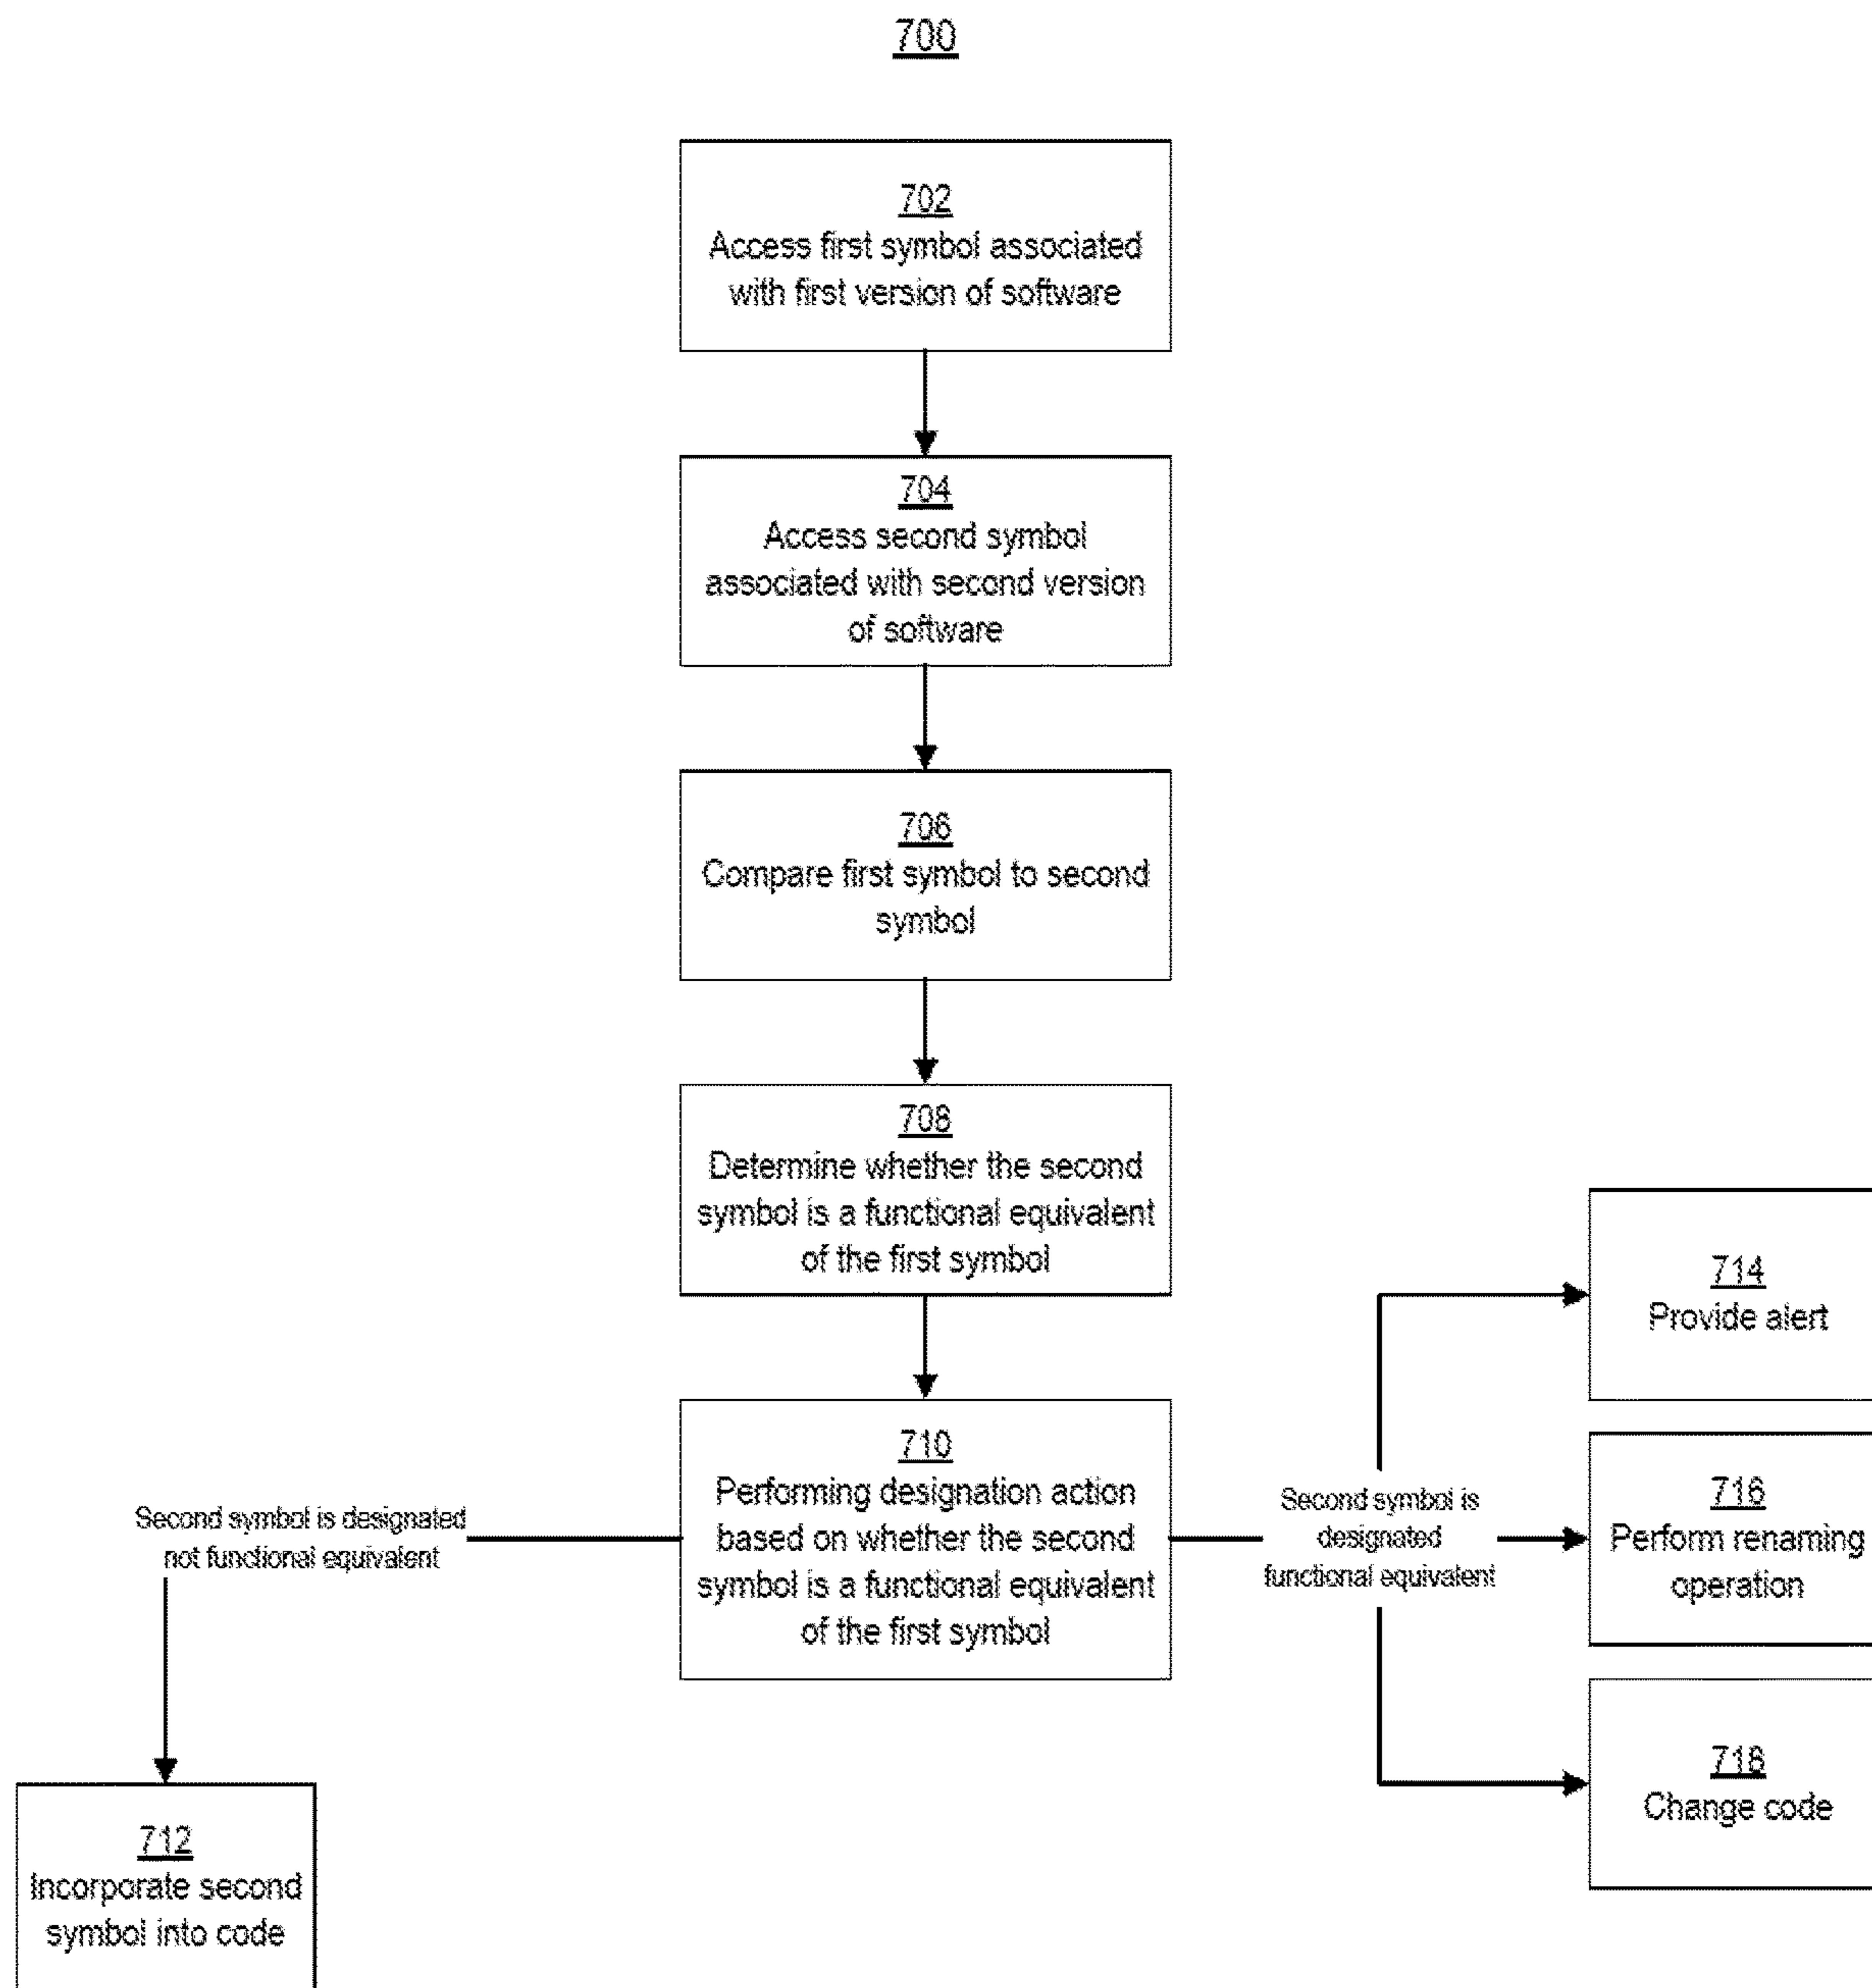 700
702
Access first symbol associated
with first version of software
704
Access second symbol
associated with second version
of software
706
Compare first symbol to second
symbol
708
Determine whether the second
symbol is a functional equivalent
of the first symbol
710
Performing designation action
based on whether the second
symbol is a functional equivalent
of the first symbol
Second symbol is designated
not functional equivalent
712
Incorporate second
symbol into code
Second symbol is
designated
functional equivalent
714
Provide alert
716
Perform renaming
operation
718
Change code